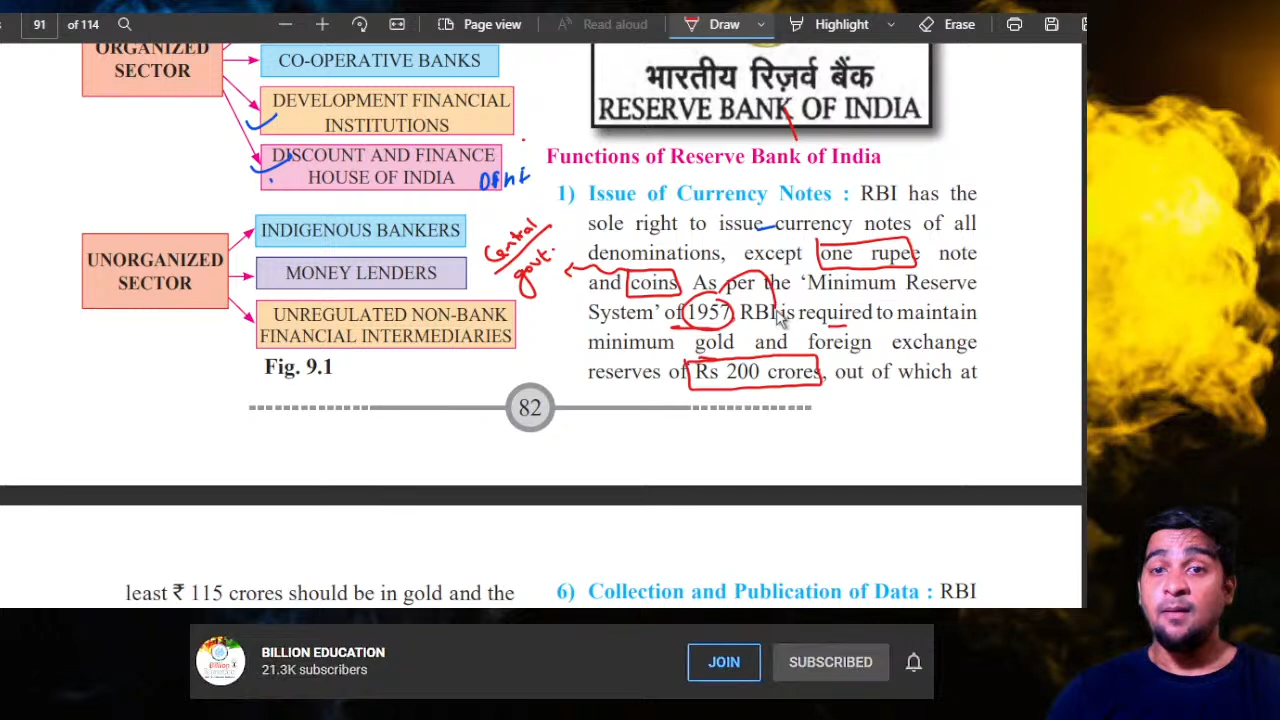 91 of 114
Page view
Read aloud
Draw
Highlight
Erase
ORGANIZED
SECTOR
CO-OPERATIVE BANKS
DEVELOPMENT FINANCIAL
INSTITUTIONS
DISCOUNT AND FINANCE
HOUSE OF INDIA
DFHI
UNORGANIZED
SECTOR
INDIGENOUS BANKERS
MONEY LENDERS
UNREGULATED NON-BANK
FINANCIAL INTERMEDIARIES
Fig. 9.1
Central
govt.
भारतीय रिज़र्व बैंक
RESERVE BANK OF INDIA
Functions of Reserve Bank of India
1) Issue of Currency Notes : RBI has the
sole right to issue currency notes of all
denominations, except one rupee note
and coins. As per the ‘Minimum Reserve
System’ of 1957, RBI is required to maintain
minimum gold and foreign exchange
reserves of Rs 200 crores, out of which at
82
least ₹ 115 crores should be in gold and the
6) Collection and Publication of Data : RBI
BILLION EDUCATION
21.3K subscribers
JOIN
SUBSCRIBED